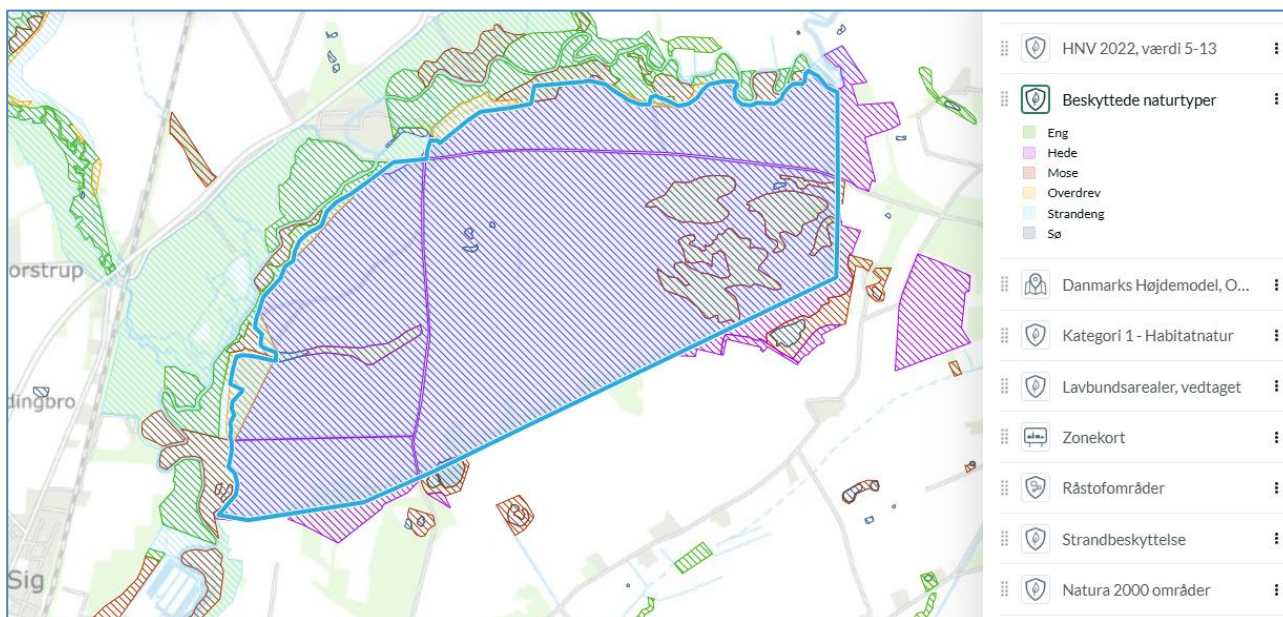 orstrup
dingbro
Sig
HNV 2022, værdi 5-13
Beskyttede naturtyper
Eng
Hede
Mose
Overdrev
Strandeng
Sø
Danmarks Højdemodel, O...
Kategori 1 - Habitatnatur
Lavbundsarealer, vedtaget
Zonekort
Råstofområder
Strandbeskyttelse
Natura 2000 områder